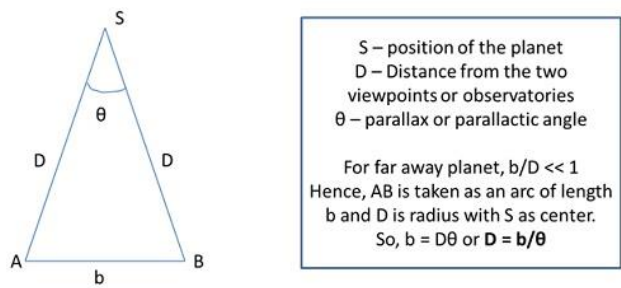 S
θ
D
D
A
B
b
S – position of the planet
D – Distance from the two
viewpoints or observatories
θ – parallax or parallactic angle
For far away planet, b/D << 1
Hence, AB is taken as an arc of length
b and D is radius with S as center.
So, b = Dθ or D = b/θ